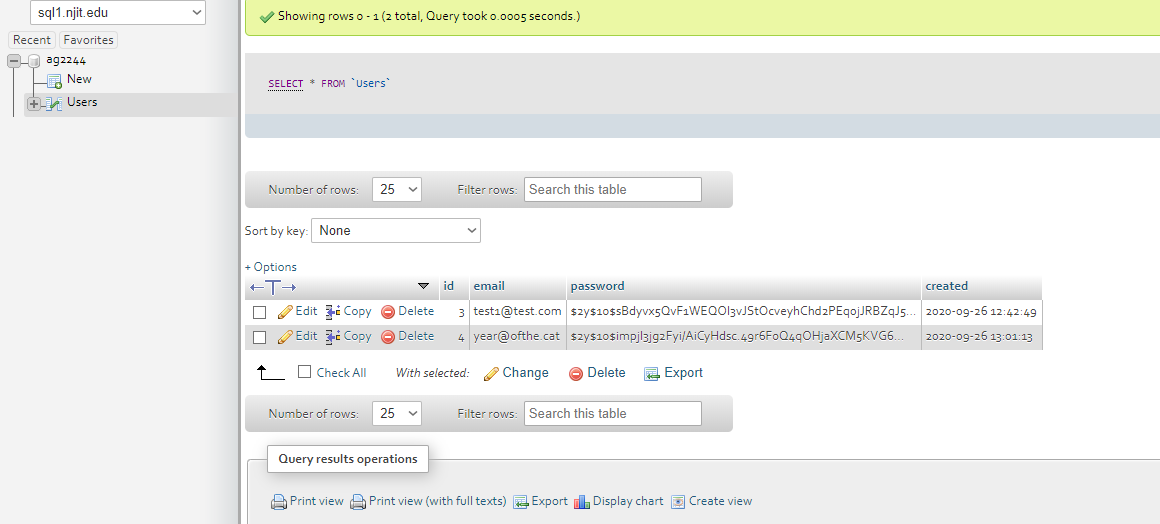 sql1.njit.edu
Recent Favorites
ag2244
New
Users
Showing rows 0 - 1 (2 total, Query took 0.0005 seconds.)
SELECT * FROM `Users`
Number of rows: 25 Filter rows: Search this table
Sort by key: None
+ Options
←T→ id email password created
Edit Copy Delete 3 test1@test.com $2y$10$sBdyvx5QvF1WEQOl3vJStOcveyhChd2PEqojJRBZqJ5... 2020-09-26 12:42:49
Edit Copy Delete 4 year@ofthe.cat $2y$10$impjl3jg2Fyi/AiCyHdsc.49r6FoQ4qOHjaXCM5KVG6... 2020-09-26 13:01:13
Check All With selected: Change Delete Export
Number of rows: 25 Filter rows: Search this table
Query results operations
Print view Print view (with full texts) Export Display chart Create view